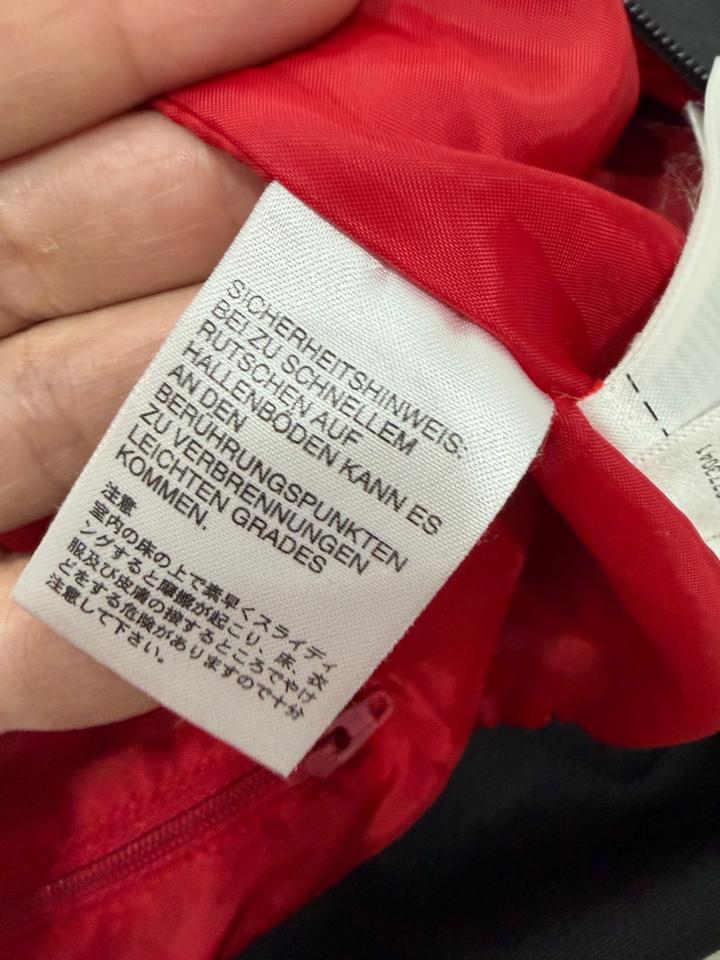 SICHERHEITSHINWEIS:
BEI ZU SCHNELLEM
RUTSCHEN AUF
HALLENBÖDEN KANN ES
AN DEN
BERÜHRUNGSPUNKTEN
ZU VERBRENNUNGEN
LEICHTEN GRADES
KOMMEN.
注意
室内の床の上で素早くスライディ
ングすると摩擦が起こり、床、衣
服及び皮膚の接するところでやけ
どをする危険がありますので十分
注意して下さい。